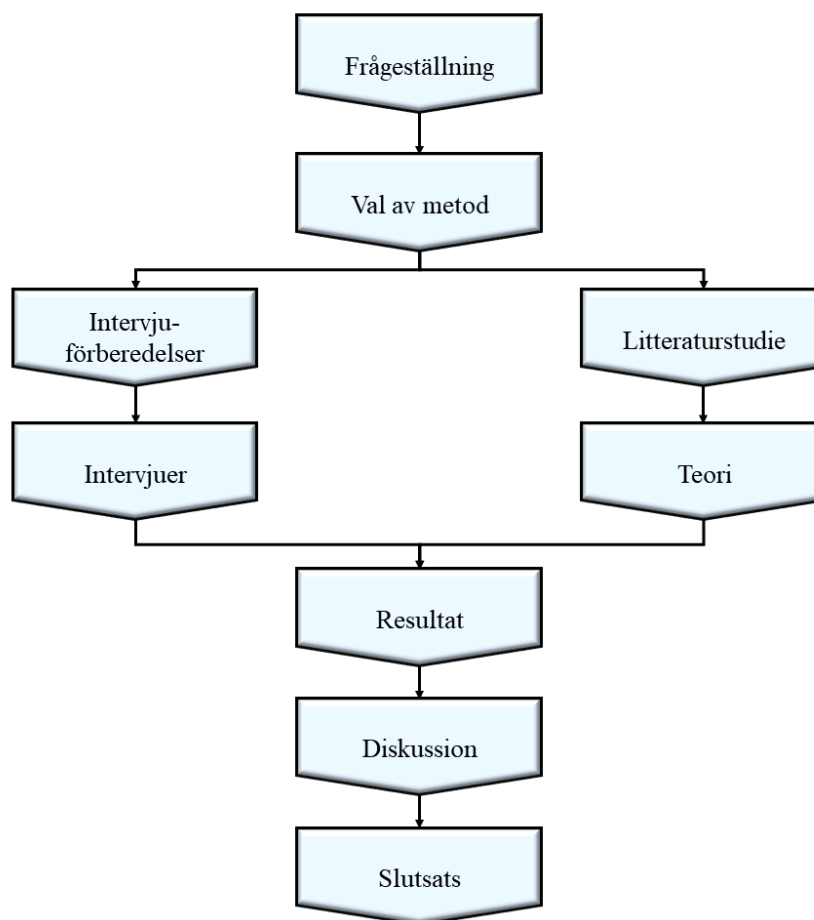 Frågeställning
Val av metod
Intervju-
förberedelser
Litteraturstudie
Intervjuer
Teori
Resultat
Diskussion
Slutsats